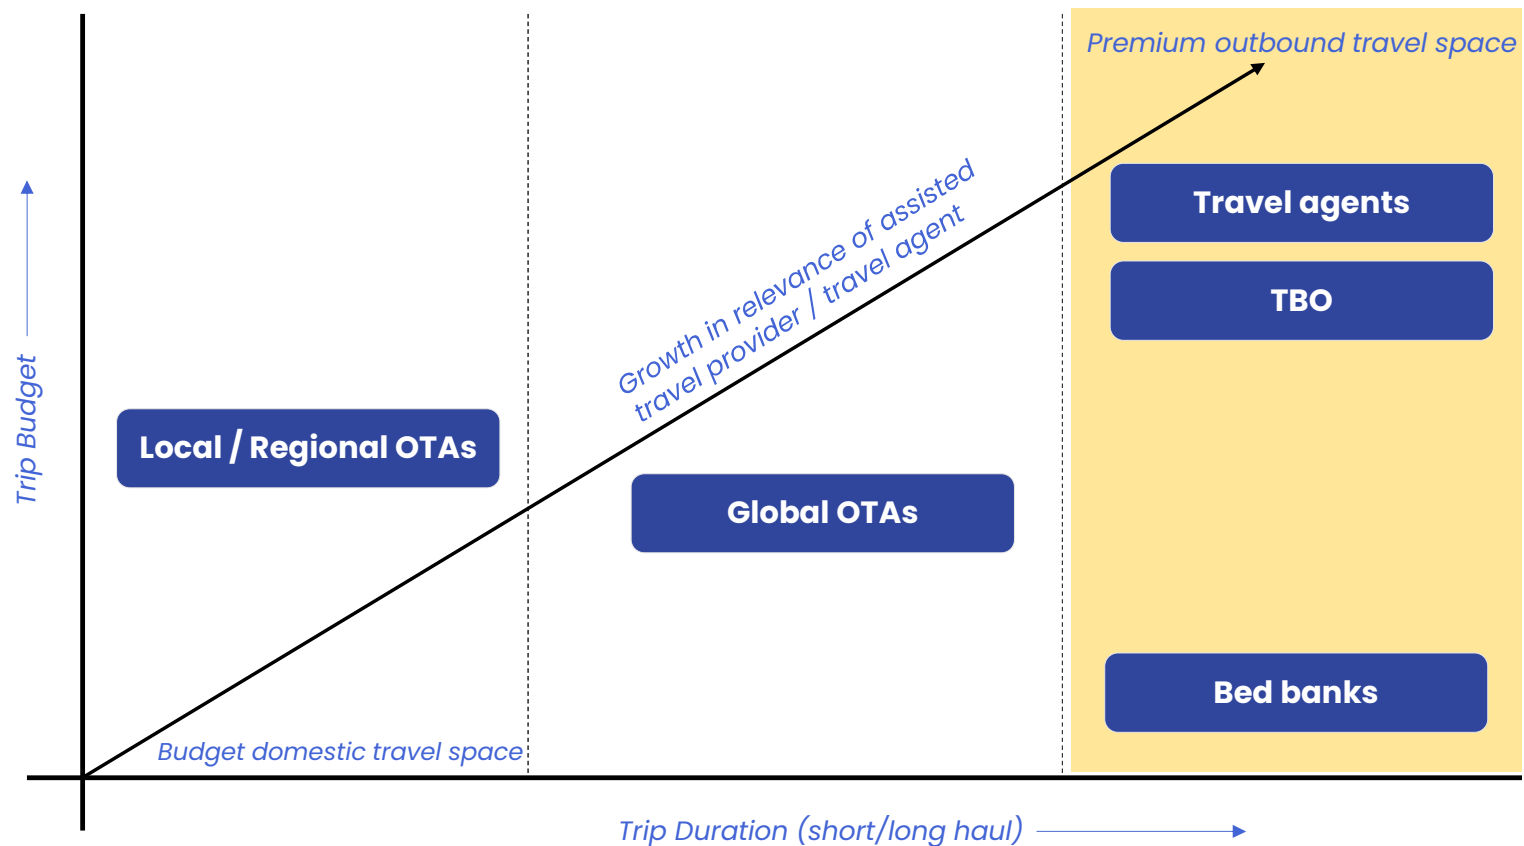 Premium outbound travel space
Travel agents
Growth in relevance of assisted
travel provider / travel agent
TBO
Trip Budget
Local / Regional OTAs
Global OTAs
Bed banks
Budget domestic travel space
Trip Duration (short/long haul)